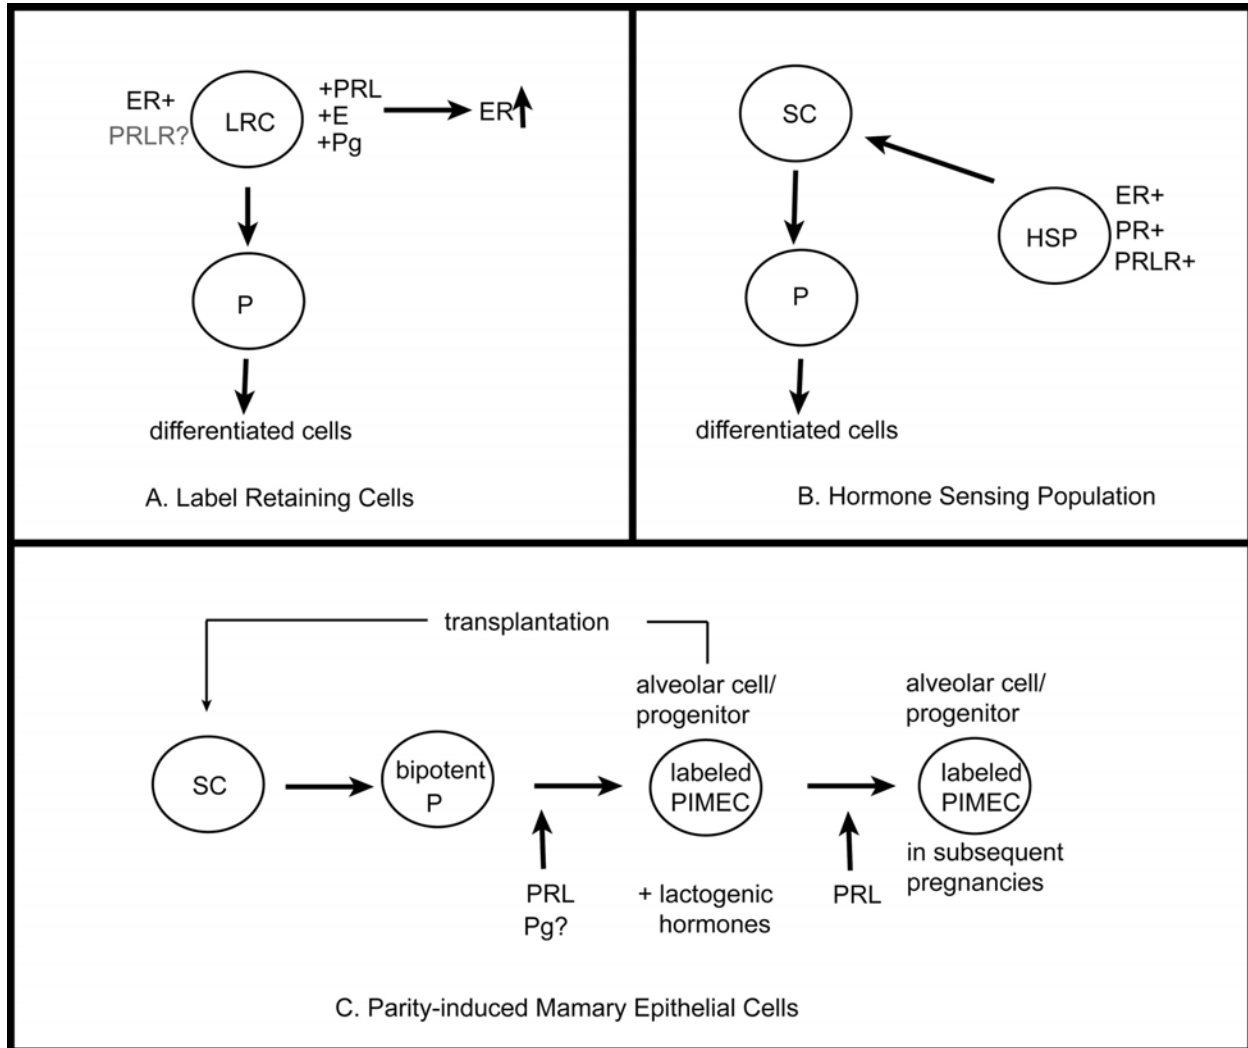 ER+
PRLR?
LRC
+PRL
+E
+Pg
ER
P
differentiated cells
A. Label Retaining Cells
SC
HSP
ER+
PR+
PRLR+
P
differentiated cells
B. Hormone Sensing Population
transplantation
SC
bipotent
P
PRL
Pg?
alveolar cell/
progenitor
labeled
PIMEC
+ lactogenic
hormones
PRL
alveolar cell/
progenitor
labeled
PIMEC
in subsequent
pregnancies
C. Parity-induced Mamary Epithelial Cells